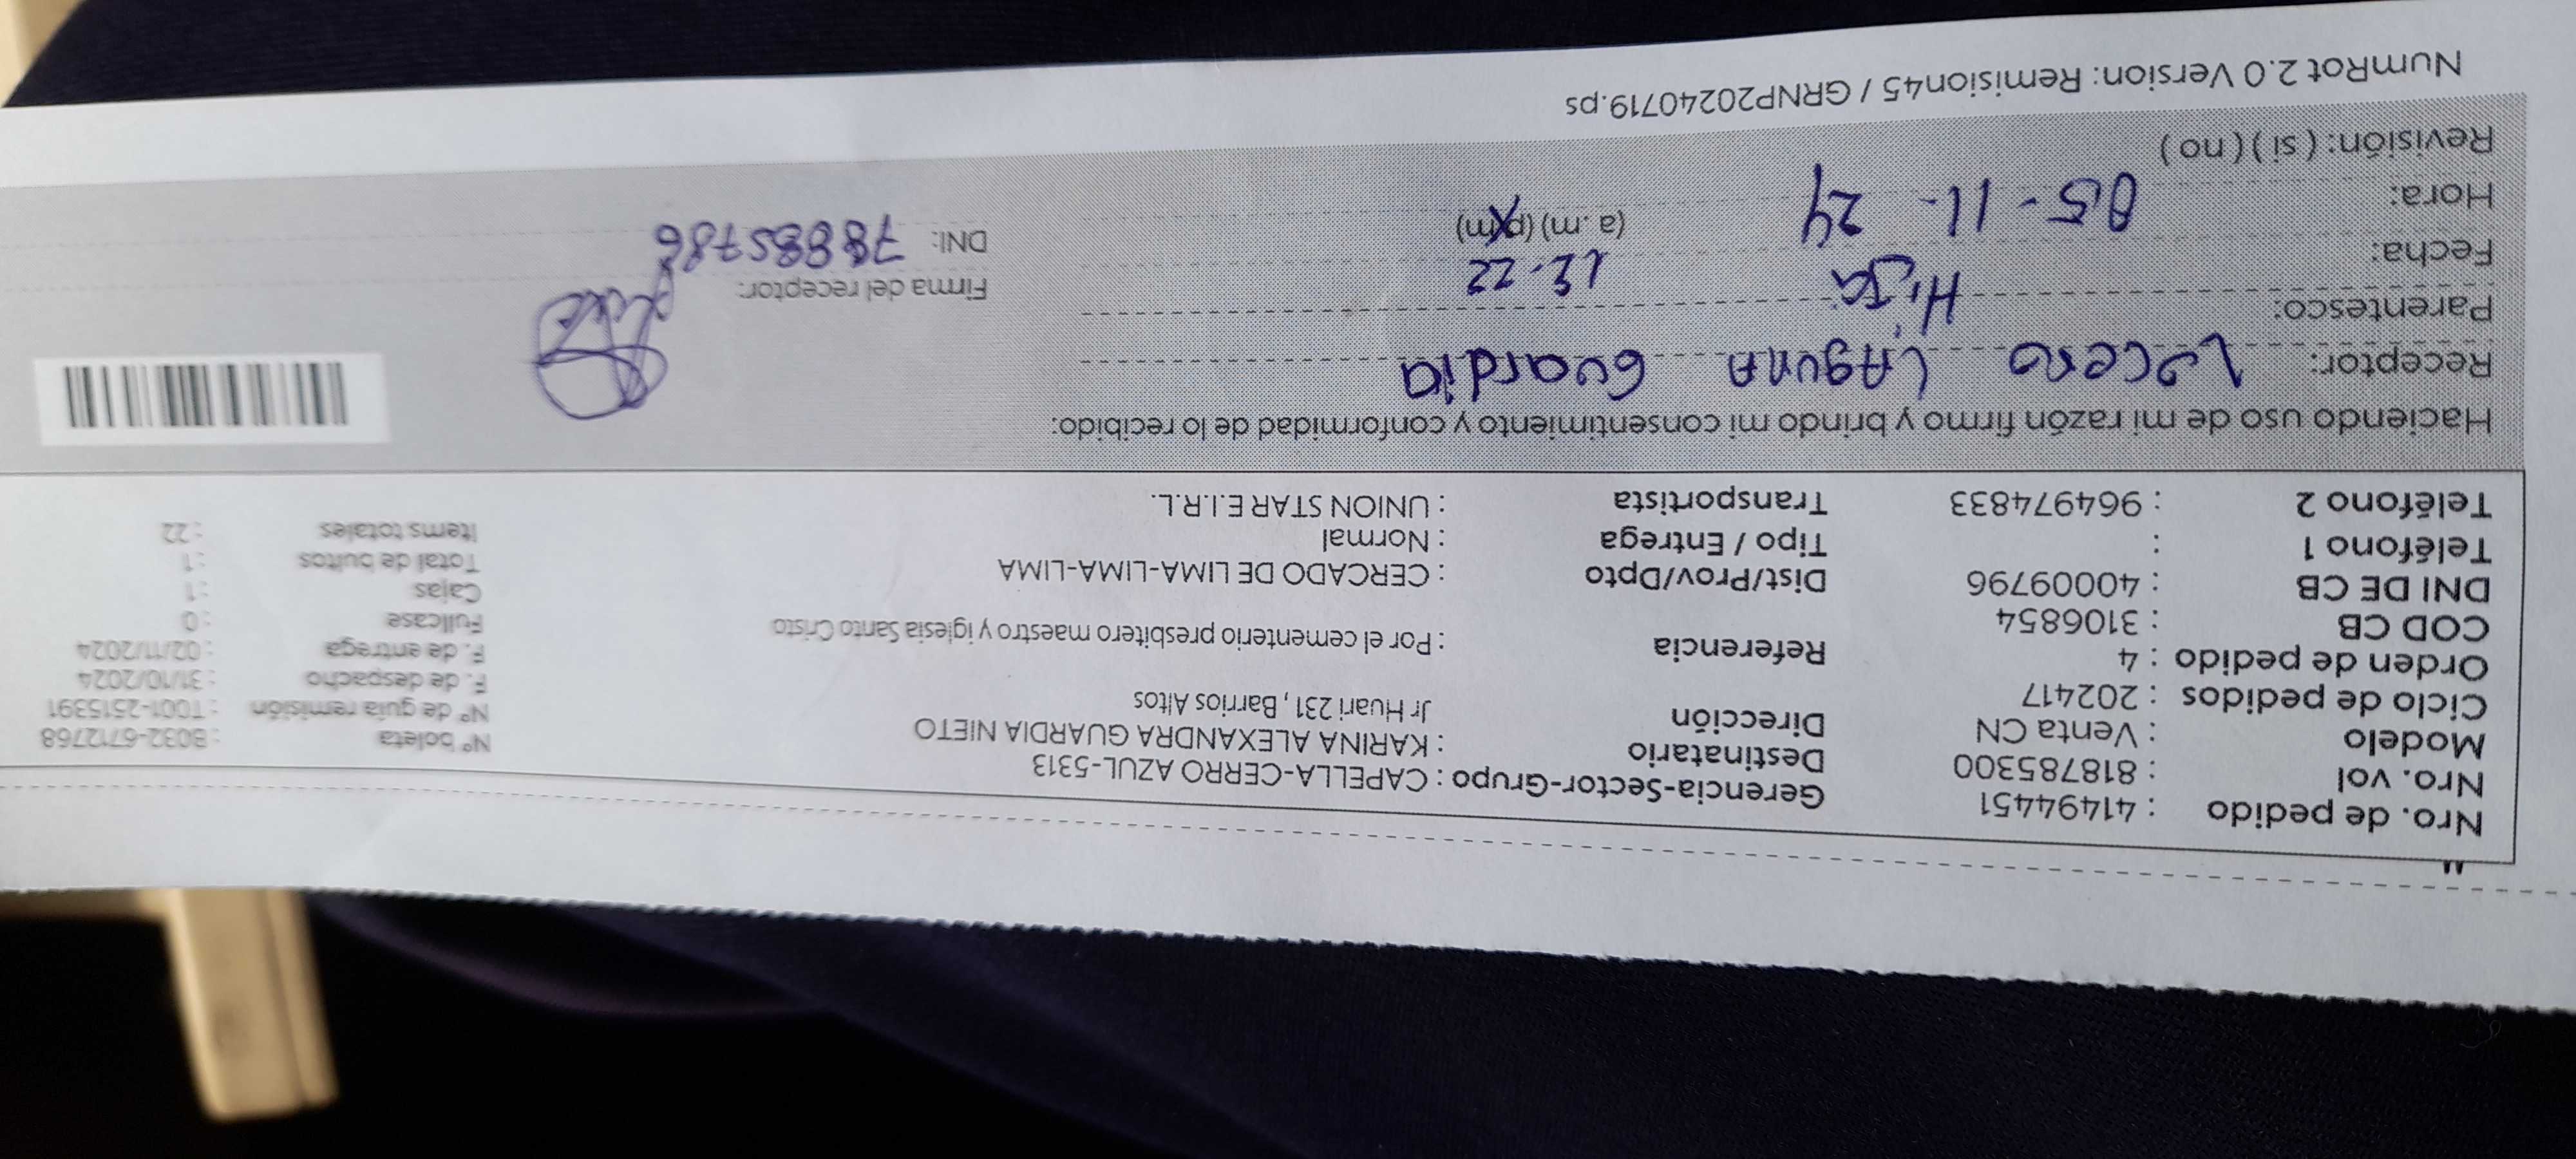 Nro. de pedido : 41494451
Nro. vol : 818785300
Modelo : Venta CN
Ciclo de pedidos : 202417
Orden de pedido : 4
COD CB : 3106854
DNI DE CB : 40009796
Teléfono 1 :
Teléfono 2 : 964974833
Gerencia-Sector-Grupo : CAPELLA-CERRO AZUL-5313
Destinatario : KARINA ALEXANDRA GUARDIA NIETO
Dirección Jr Huari 231 , Barrios Altos
Referencia : Por el cementerio presbitero maestro y iglesia Santo Cristo
Dist/Prov/Dpto : CERCADO DE LIMA-LIMA-LIMA
Tipo / Entrega : Normal
Transportista : UNION STAR E.I.R.L.
N° boleta : B032-6712768
N° de guía remisión : T001-2515391
F. de despacho : 31/10/2024
F. de entrega : 02/11/2024
Fullcase : 0
Cajas : 1
Total de bultos : 1
Items totales : 22
Haciendo uso de mi razón firmo y brindo mi consentimiento y conformidad de lo recibido:
Receptor: Lucero LAgunA Guardia
Parentesco: HiJa
Fecha: 05-11-24
Hora: 12-22 (a.m) (p.m)
Revisión: ( si ) ( no )
Firma del receptor:
DNI: 78885786
NumRot 2.0 Version: Remision45 / GRNP20240719.ps